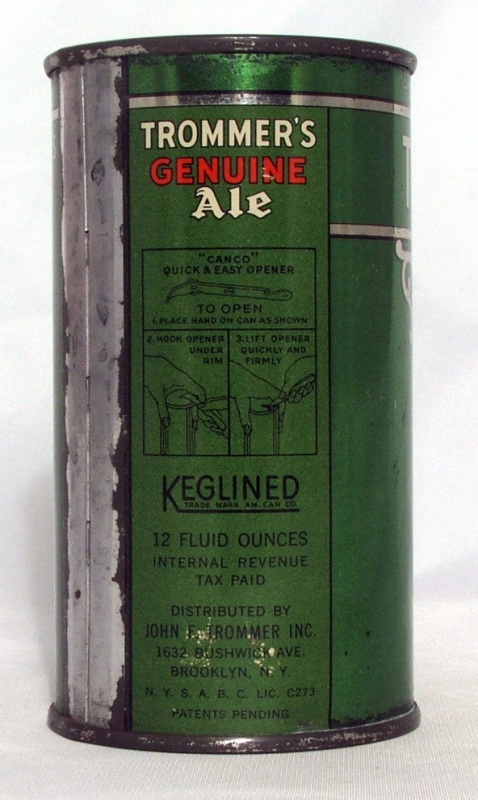 TROMMER'S
GENUINE
Ale
"CANCO"
QUICK & EASY OPENER
TO OPEN
1. PLACE HAND ON CAN AS SHOWN
2. HOOK OPENER
UNDER
RIM
3. LIFT OPENER
QUICKLY AND
FIRMLY
KEGLINED
TRADE MARK AM. CAN CO.
12 FLUID OUNCES
INTERNAL REVENUE
TAX PAID
DISTRIBUTED BY
JOHN F. TROMMER INC.
1632 BUSHWICK AVE.
BROOKLYN, N. Y.
N. Y. S. A. B. C. LIC. C273
PATENTS PENDING